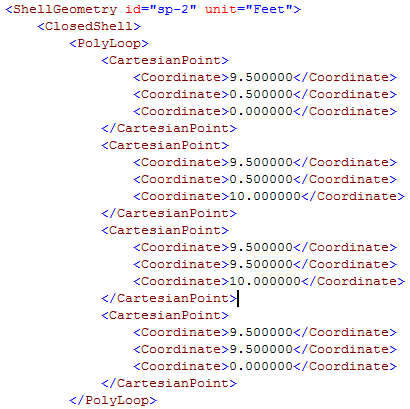 <ShellGeometry id="sp-2" unit="Feet">
<ClosedShell>
<PolyLoop>
<CartesianPoint>
<Coordinate>9.500000</Coordinate>
<Coordinate>0.500000</Coordinate>
<Coordinate>0.000000</Coordinate>
</CartesianPoint>
<CartesianPoint>
<Coordinate>9.500000</Coordinate>
<Coordinate>0.500000</Coordinate>
<Coordinate>10.000000</Coordinate>
</CartesianPoint>
<CartesianPoint>
<Coordinate>9.500000</Coordinate>
<Coordinate>9.500000</Coordinate>
<Coordinate>10.000000</Coordinate>
</CartesianPoint>
<CartesianPoint>
<Coordinate>9.500000</Coordinate>
<Coordinate>9.500000</Coordinate>
<Coordinate>0.000000</Coordinate>
</CartesianPoint>
</PolyLoop>